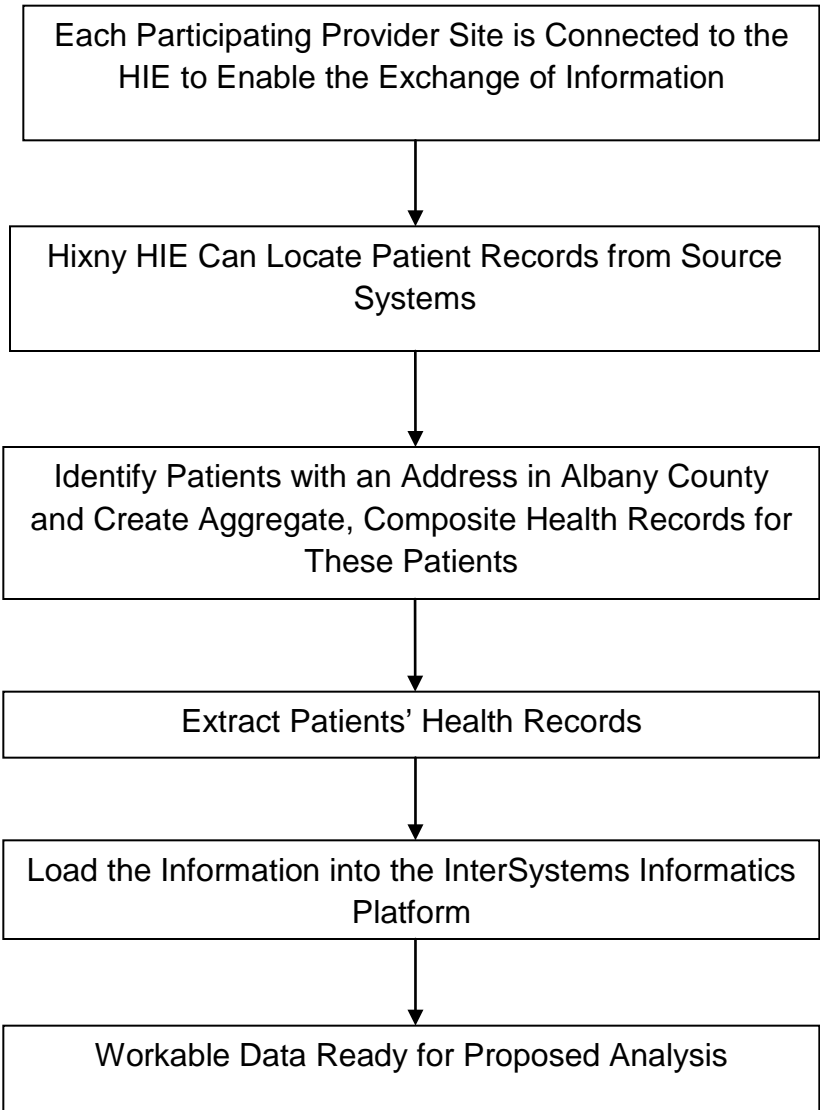 Each Participating Provider Site is Connected to the
HIE to Enable the Exchange of Information
Hixny HIE Can Locate Patient Records from Source
Systems
Identify Patients with an Address in Albany County
and Create Aggregate, Composite Health Records for
These Patients
Extract Patients’ Health Records
Load the Information into the InterSystems Informatics
Platform
Workable Data Ready for Proposed Analysis